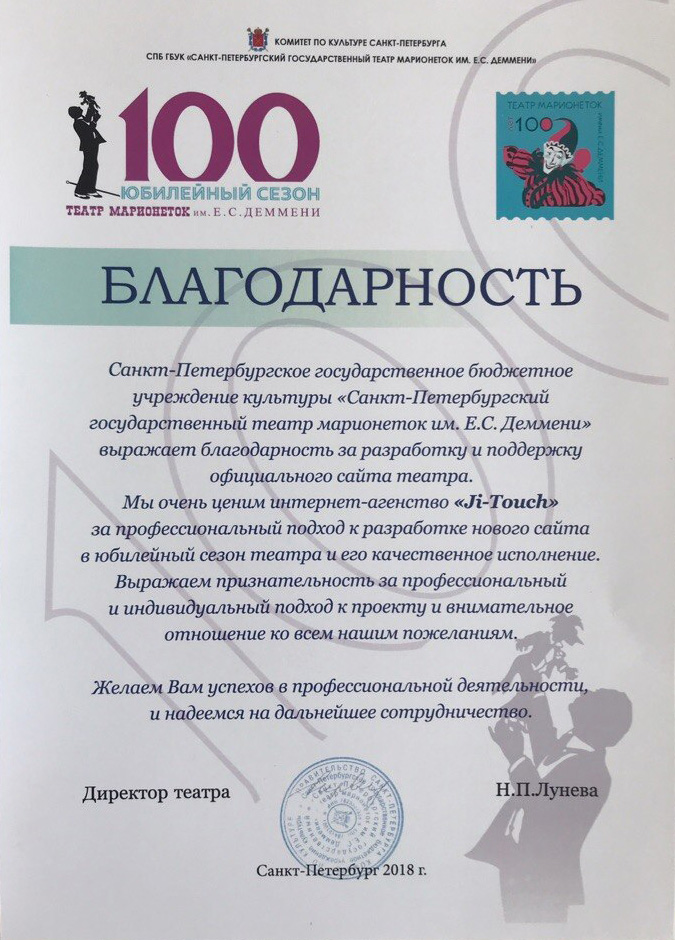 КОМИТЕТ ПО КУЛЬТУРЕ САНКТ-ПЕТЕРБУРГА
СПБ ГБУК «САНКТ-ПЕТЕРБУРГСКИЙ ГОСУДАРСТВЕННЫЙ ТЕАТР МАРИОНЕТОК ИМ. Е.С. ДЕММЕНИ»
100
ЮБИЛЕЙНЫЙ СЕЗОН
ТЕАТР МАРИОНЕТОК ИМ. Е.С. ДЕММЕНИ
ТЕАТР МАРИОНЕТОК
100
ИМЕНИ Е.С. ДЕММЕНИ
БЛАГОДАРНОСТЬ
Санкт-Петербургское государственное бюджетное
учреждение культуры «Санкт-Петербургский
государственный театр марионеток им. Е.С. Деммени»
выражает благодарность за разработку и поддержку
официального сайта театра.
Мы очень ценим интернет-агенство «Ji-Touch»
за профессиональный подход к разработке нового сайта
в юбилейный сезон театра и его качественное исполнение.
Выражаем признательность за профессиональный
и индивидуальный подход к проекту и внимательное
отношение ко всем нашим пожеланиям.
Желаем Вам успехов в профессиональной деятельности,
и надеемся на дальнейшее сотрудничество.
Директор театра
Н.П.Лунева
Санкт-Петербург 2018 г.